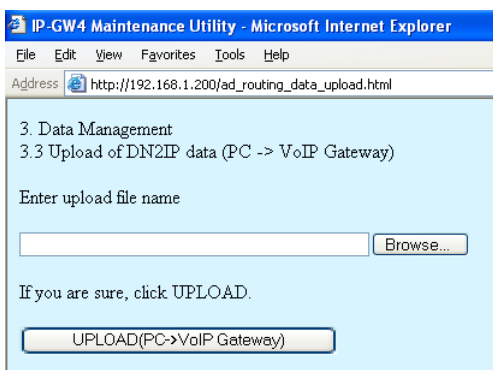 IP-GW4 Maintenance Utility - Microsoft Internet Explorer
File Edit View Favorites Tools Help
Address http://192.168.1.200/ad_routing_data_upload.html
3. Data Management
3.3 Upload of DN2IP data (PC -> VoIP Gateway)
Enter upload file name
Browse...
If you are sure, click UPLOAD.
UPLOAD(PC->VoIP Gateway)